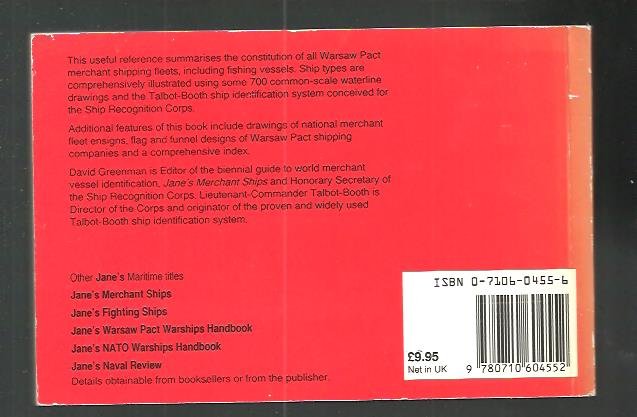 This useful reference summarises the constitution of all Warsaw Pact
merchant shipping fleets, including fishing vessels. Ship types are
comprehensively illustrated using some 700 common-scale waterline
drawings and the Talbot-Booth ship identification system conceived for
the Ship Recognition Corps.
Additional features of this book include drawings of national merchant
fleet ensigns, flag and funnel designs of Warsaw Pact shipping
companies and a comprehensive index.
David Greenman is Editor of the biennial guide to world merchant
vessel identification, Jane's Merchant Ships and Honorary Secretary of
the Ship Recognition Corps. Lieutenant-Commander Talbot-Booth is
Director of the Corps and originator of the proven and widely used
Talbot-Booth ship identification system.
Other Jane's Maritime titles
Jane's Merchant Ships
Jane's Fighting Ships
Jane's Warsaw Pact Warships Handbook
Jane's NATO Warships Handbook
Jane's Naval Review
Details obtainable from booksellers or from the publisher.
ISBN 0-7106-0455-6
£9.95
Net in UK
9 780710 604552